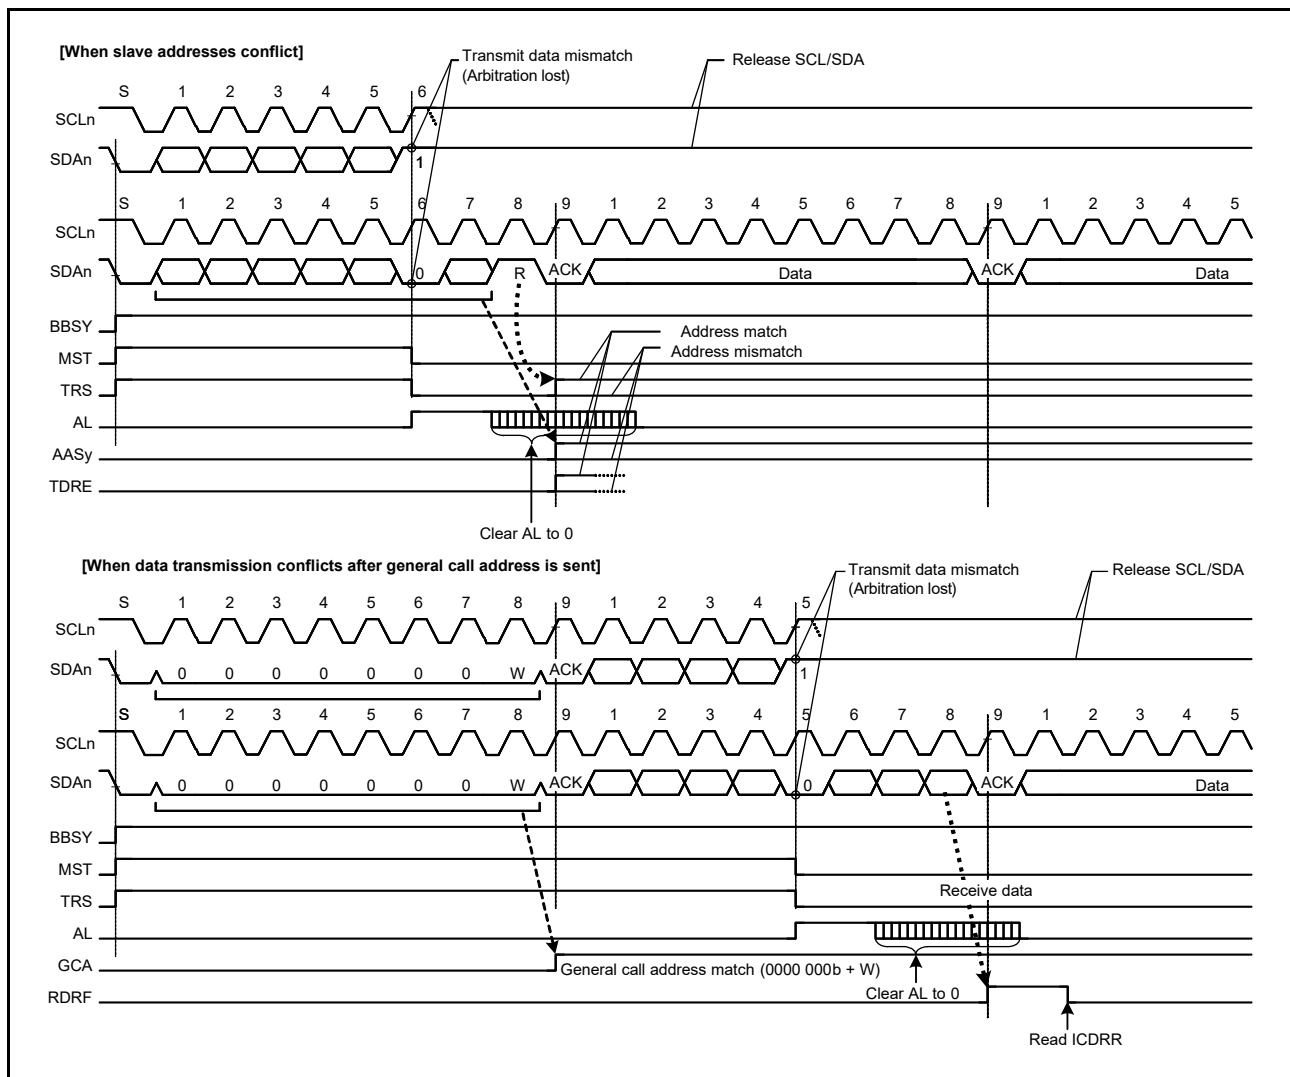 [When slave addresses conflict]
Transmit data mismatch
(Arbitration lost)
Release SCL/SDA
S 1 2 3 4 5 6
SCLn
SDAn
1
S 1 2 3 4 5 6 7 8 9 1 2 3 4 5 6 7 8 9 1 2 3 4 5
SCLn
SDAn
0 R ACK Data ACK Data
BBSY
Address match
MST
Address mismatch
TRS
AL
AASy
TDRE
Clear AL to 0
[When data transmission conflicts after general call address is sent]
Transmit data mismatch
(Arbitration lost)
Release SCL/SDA
S 1 2 3 4 5 6 7 8 9 1 2 3 4 5
SCLn
SDAn
0 0 0 0 0 0 0 W ACK 1
S 1 2 3 4 5 6 7 8 9 1 2 3 4 5 6 7 8 9 1 2 3 4 5
SCLn
SDAn
0 0 0 0 0 0 0 W ACK 0 ACK Data
BBSY
MST
Receive data
TRS
AL
GCA
General call address match (0000 000b + W)
Clear AL to 0
RDRF
Read ICDRR